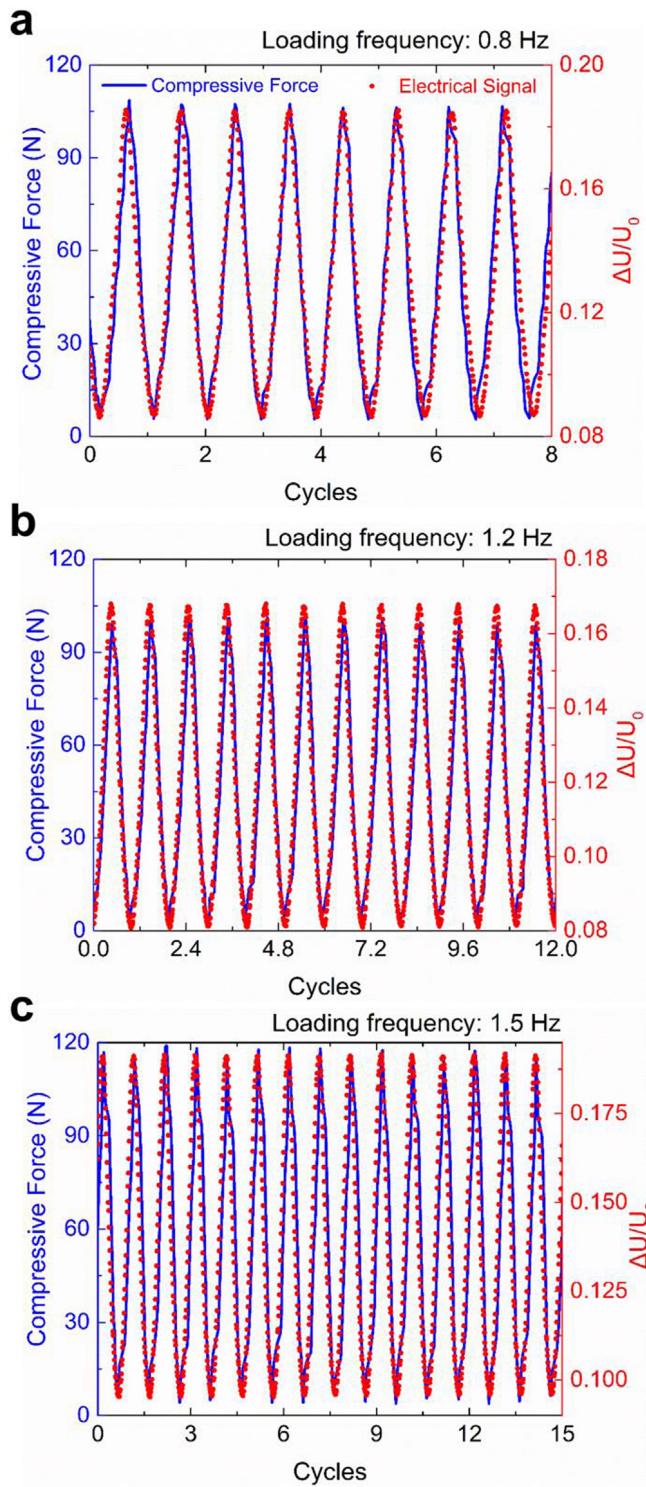 a
Loading frequency: 0.8 Hz
120
90
60
30
0
Compressive Force (N)
Compressive Force
Electrical Signal
0.20
0.16
0.12
0.08
ΔU/U0
0
2
4
6
8
Cycles
b
Loading frequency: 1.2 Hz
120
90
60
30
0
Compressive Force (N)
0.18
0.16
0.14
0.12
0.10
0.08
ΔU/U0
0.0
2.4
4.8
7.2
9.6
12.0
Cycles
c
Loading frequency: 1.5 Hz
120
90
60
30
0
Compressive Force (N)
0.175
0.150
0.125
0.100
ΔU/U
0
3
6
9
12
15
Cycles